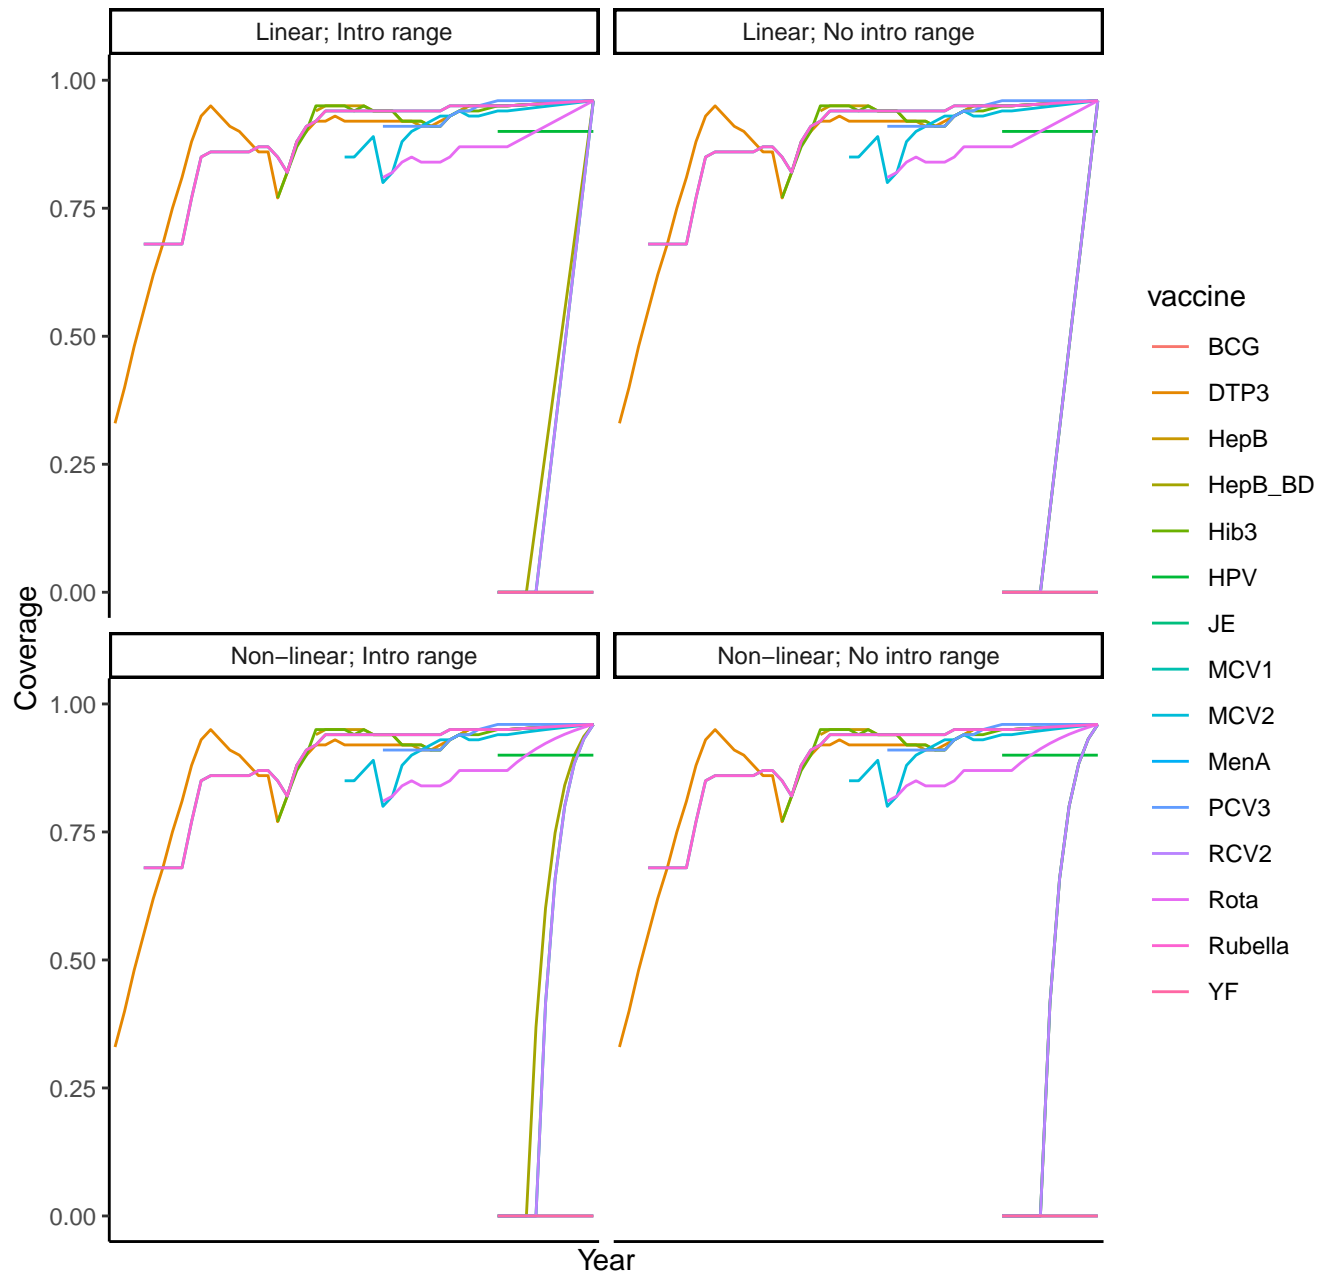 Linear; Intro range
Linear; No intro range
1.00
0.75
0.50
0.25
0.00
Non−linear; Intro range
Non−linear; No intro range
1.00
0.75
0.50
0.25
0.00
Coverage
Year
vaccine
BCG
DTP3
HepB
HepB_BD
Hib3
HPV
JE
MCV1
MCV2
MenA
PCV3
RCV2
Rota
Rubella
YF